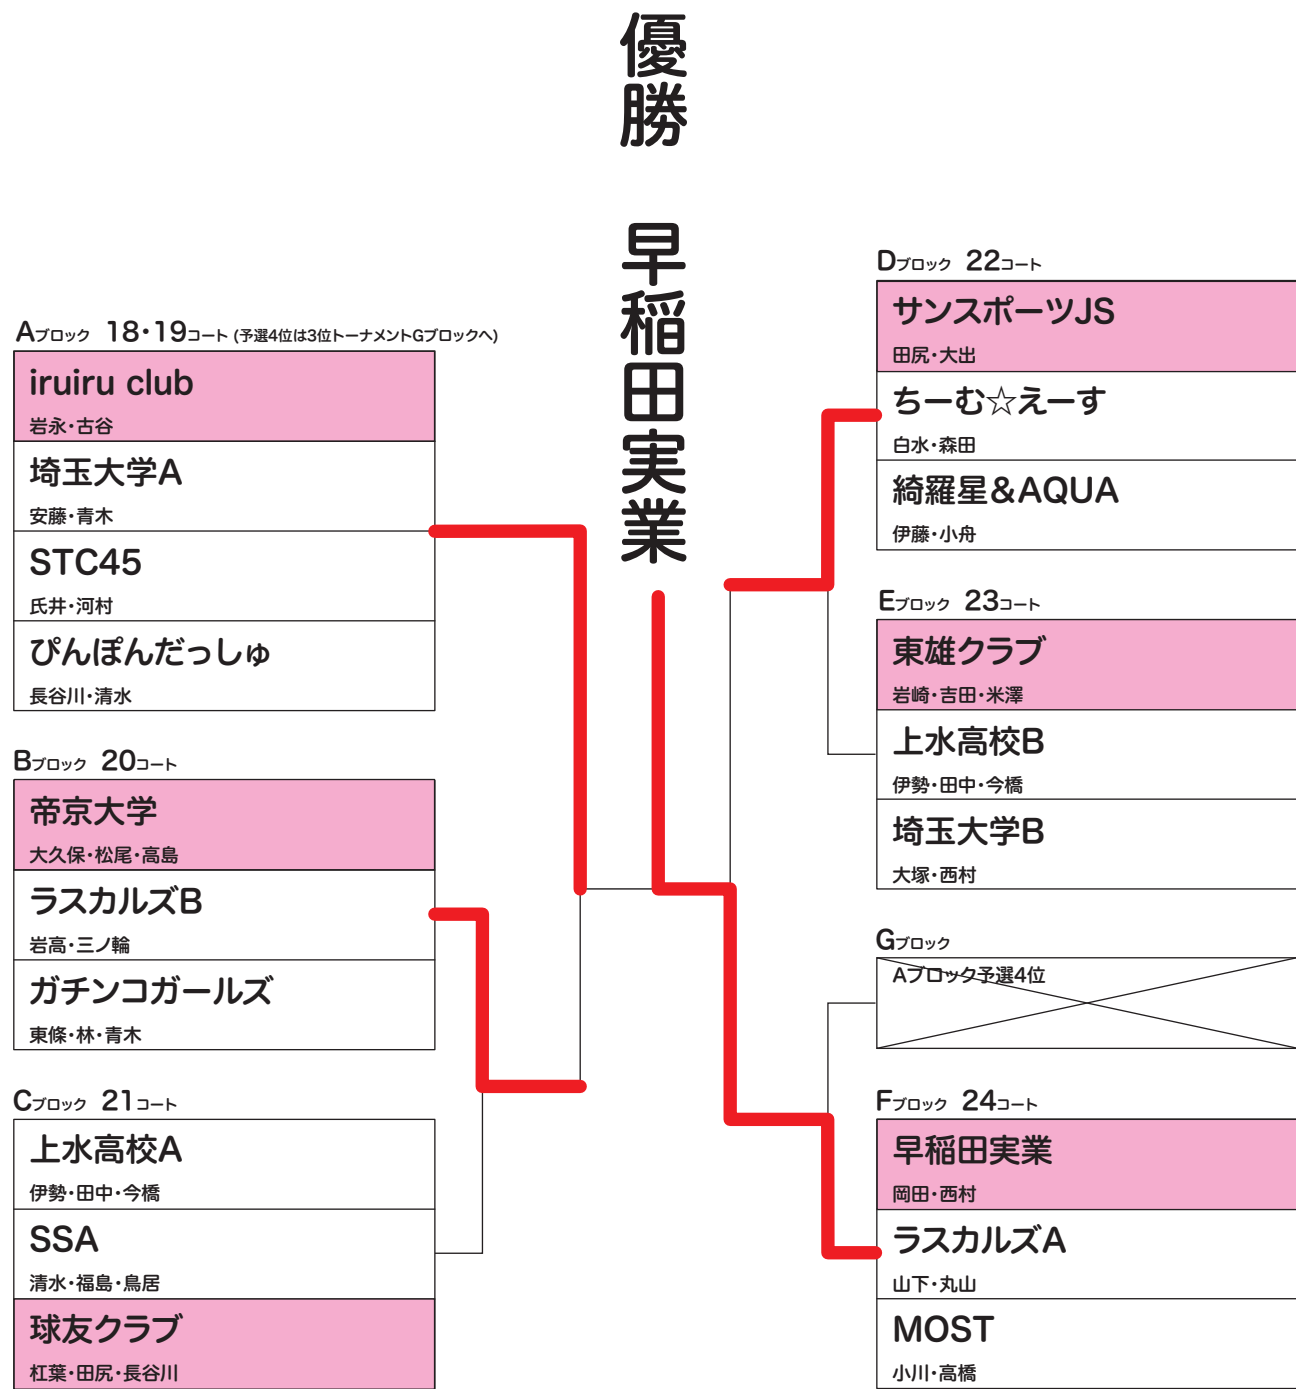 優勝 早稲田実業
Aブロック 18・19コート (予選4位は3位トーナメントGブロックへ)
iruiru club
岩永・古谷
埼玉大学A
安藤・青木
STC45
氏井・河村
ぴんぽんだっしゅ
長谷川・清水
Bブロック 20コート
帝京大学
大久保・松尾・高島
ラスカルズB
岩高・三ノ輪
ガチンコガールズ
東條・林・青木
Cブロック 21コート
上水高校A
伊勢・田中・今橋
SSA
清水・福島・鳥居
球友クラブ
杠葉・田尻・長谷川
Dブロック 22コート
サンスポーツJS
田尻・大出
ちーむ☆えーす
白水・森田
綺羅星&AQUA
伊藤・小舟
Eブロック 23コート
東雄クラブ
岩崎・吉田・米澤
上水高校B
伊勢・田中・今橋
埼玉大学B
大塚・西村
Gブロック
Aブロック予選4位
Fブロック 24コート
早稲田実業
岡田・西村
ラスカルズA
山下・丸山
MOST
小川・高橋